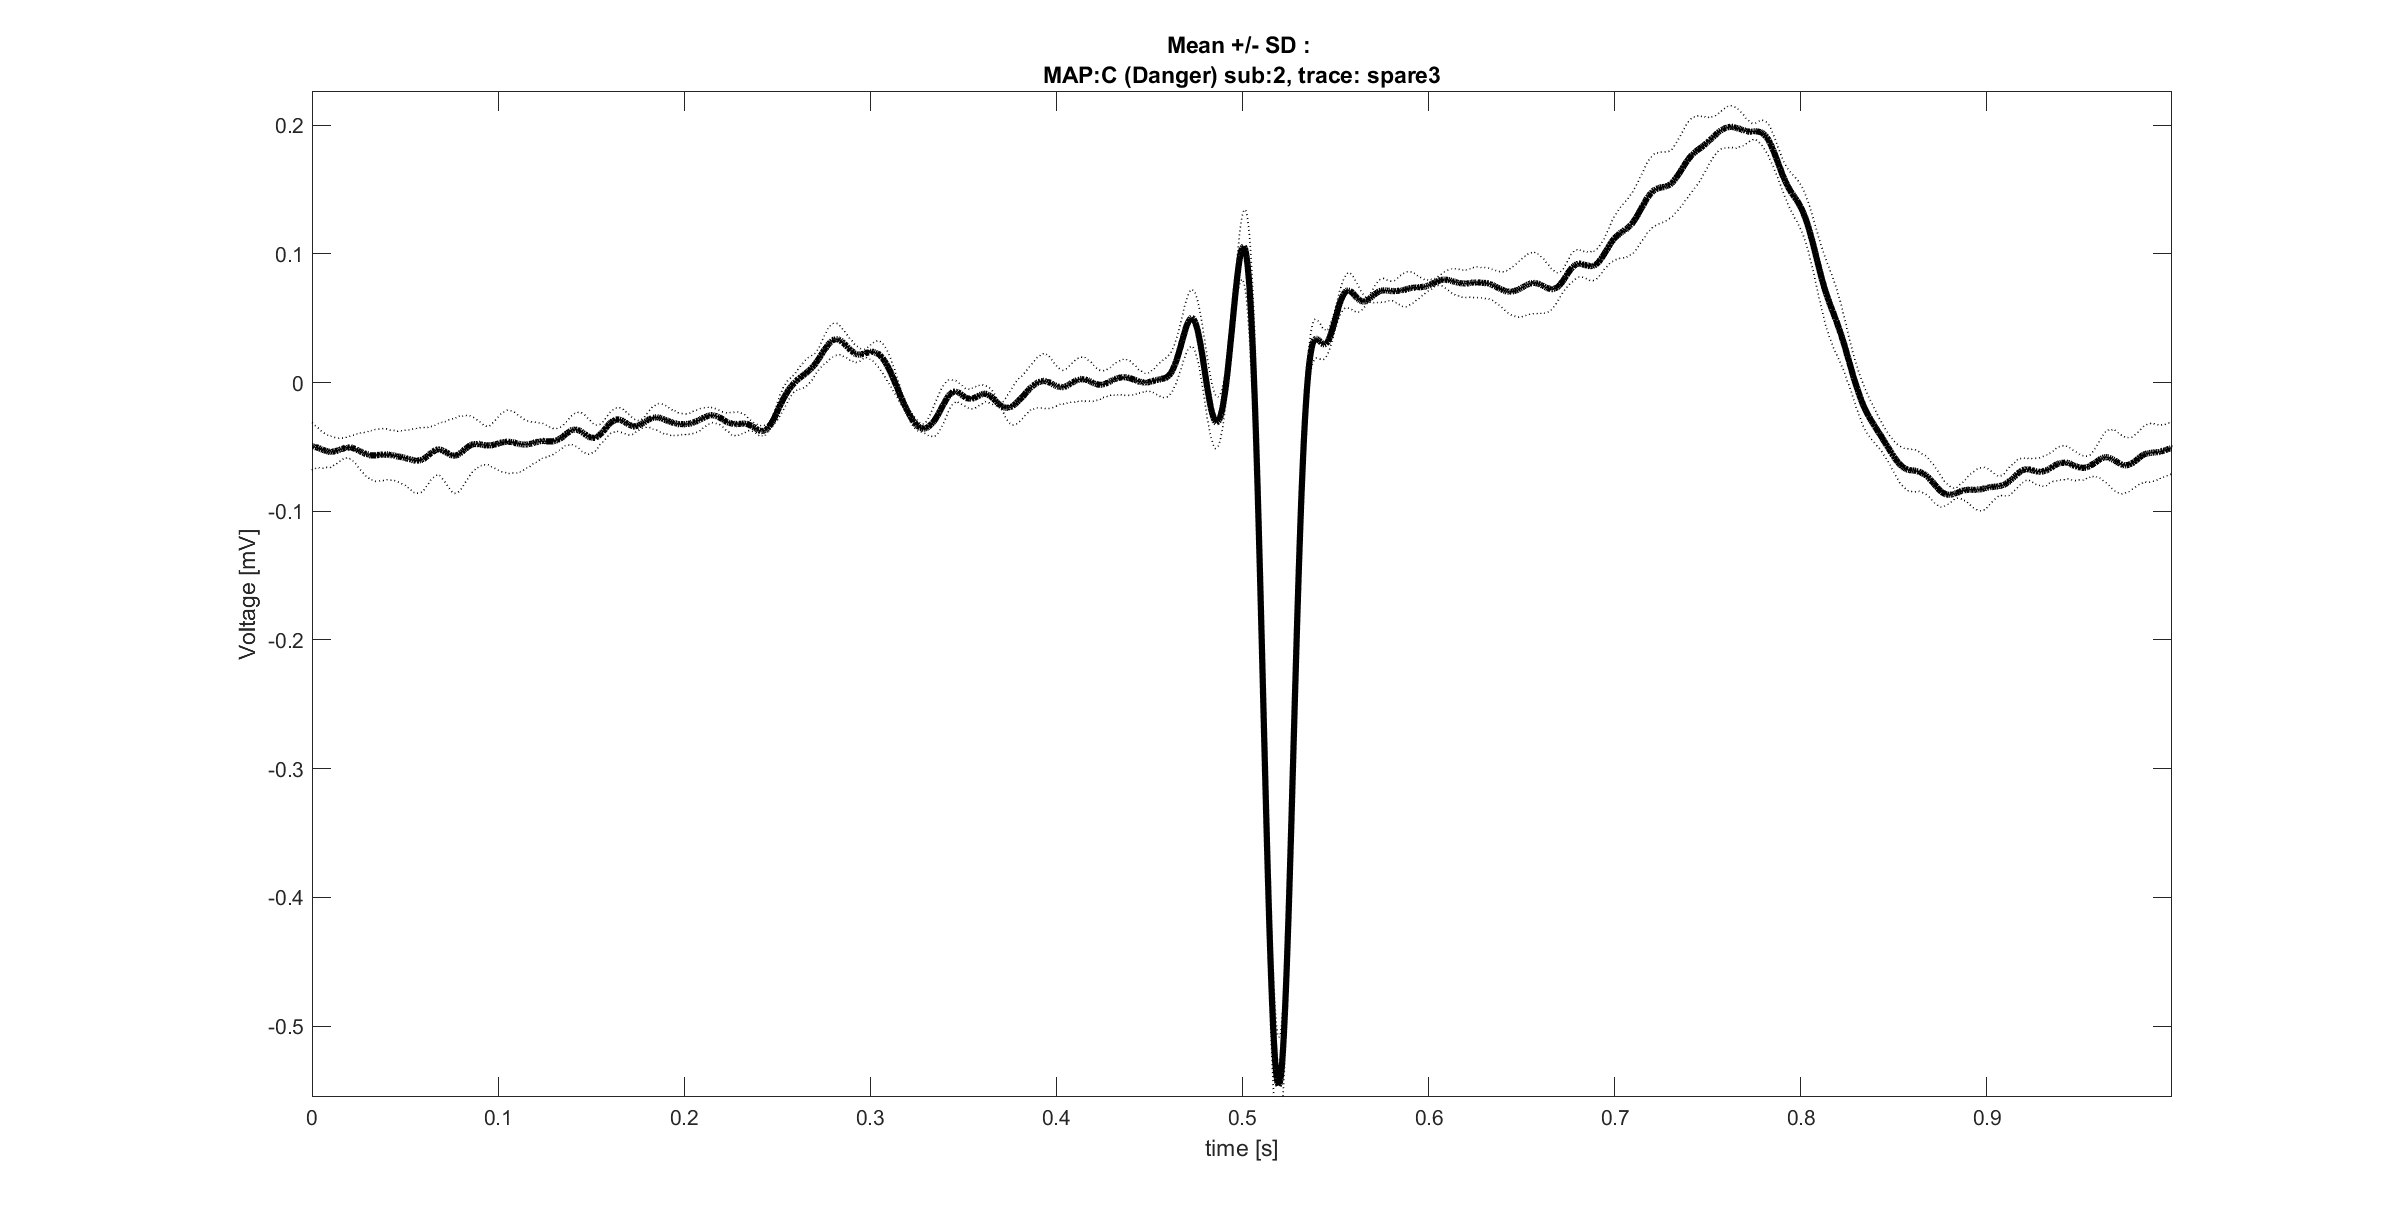 Mean +/- SD :
MAP:C (Danger) sub:2, trace: spare3
0.2
0.1
0
-0.1
-0.2
-0.3
-0.4
-0.5
Voltage [mV]
0 0.1 0.2 0.3 0.4 0.5 0.6 0.7 0.8 0.9
time [s]